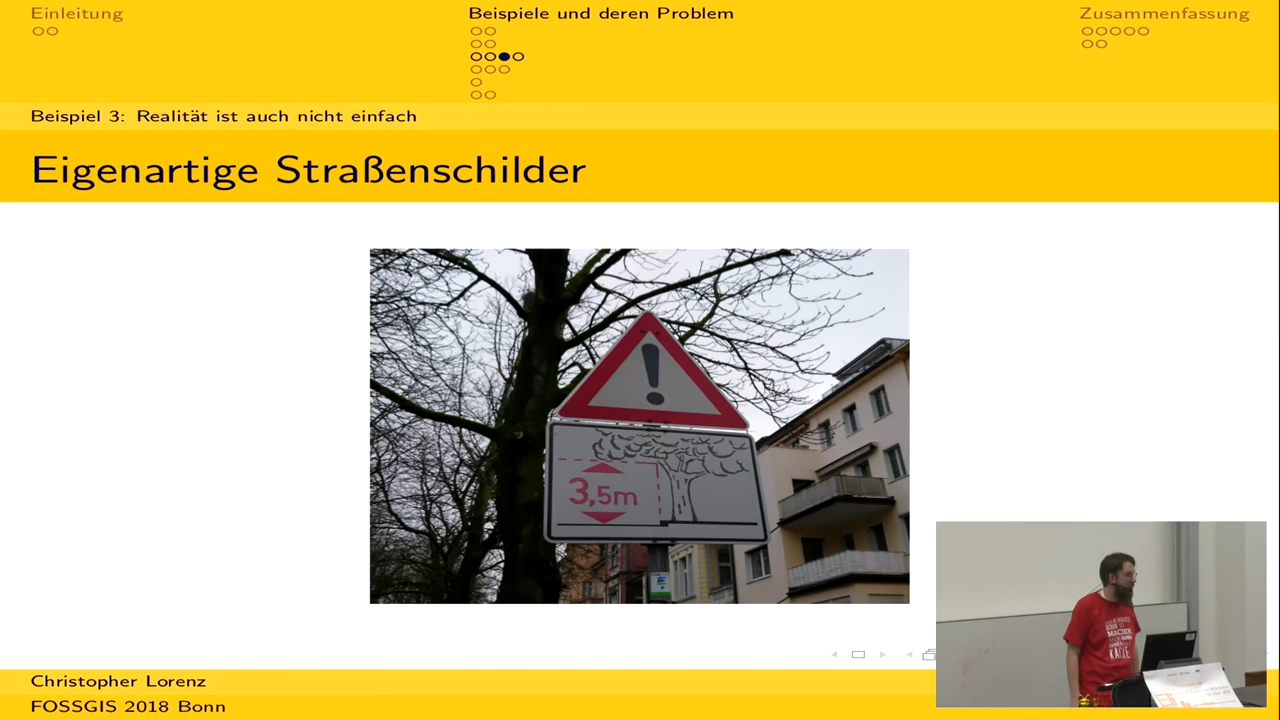 Einleitung
Beispiele und deren Problem
Zusammenfassung
Beispiel 3: Realität ist auch nicht einfach
Eigenartige Straßenschilder
3,5m
Christopher Lorenz
FOSSGIS 2018 Bonn